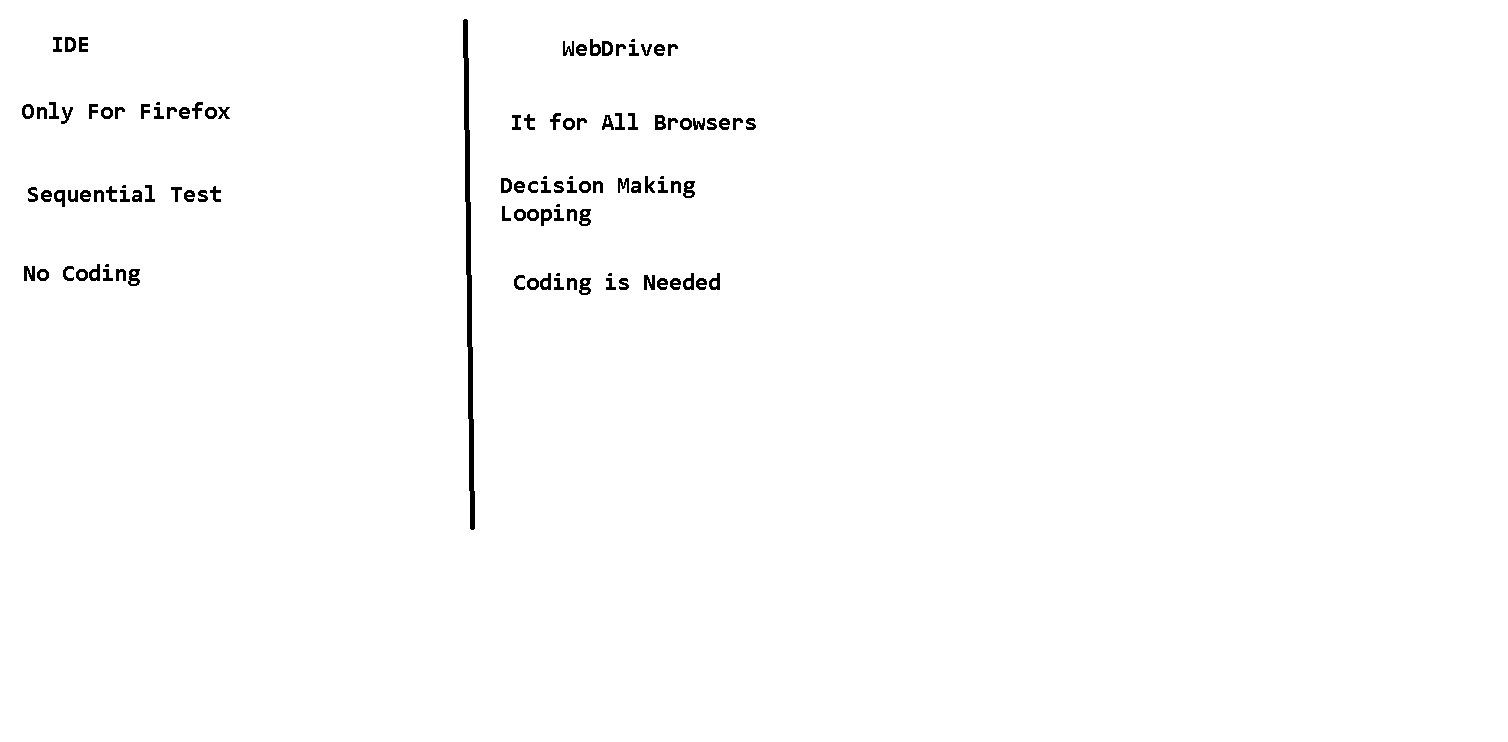 IDE
Only For Firefox
Sequential Test
No Coding
WebDriver
It for All Browsers
Decision Making
Looping
Coding is Needed